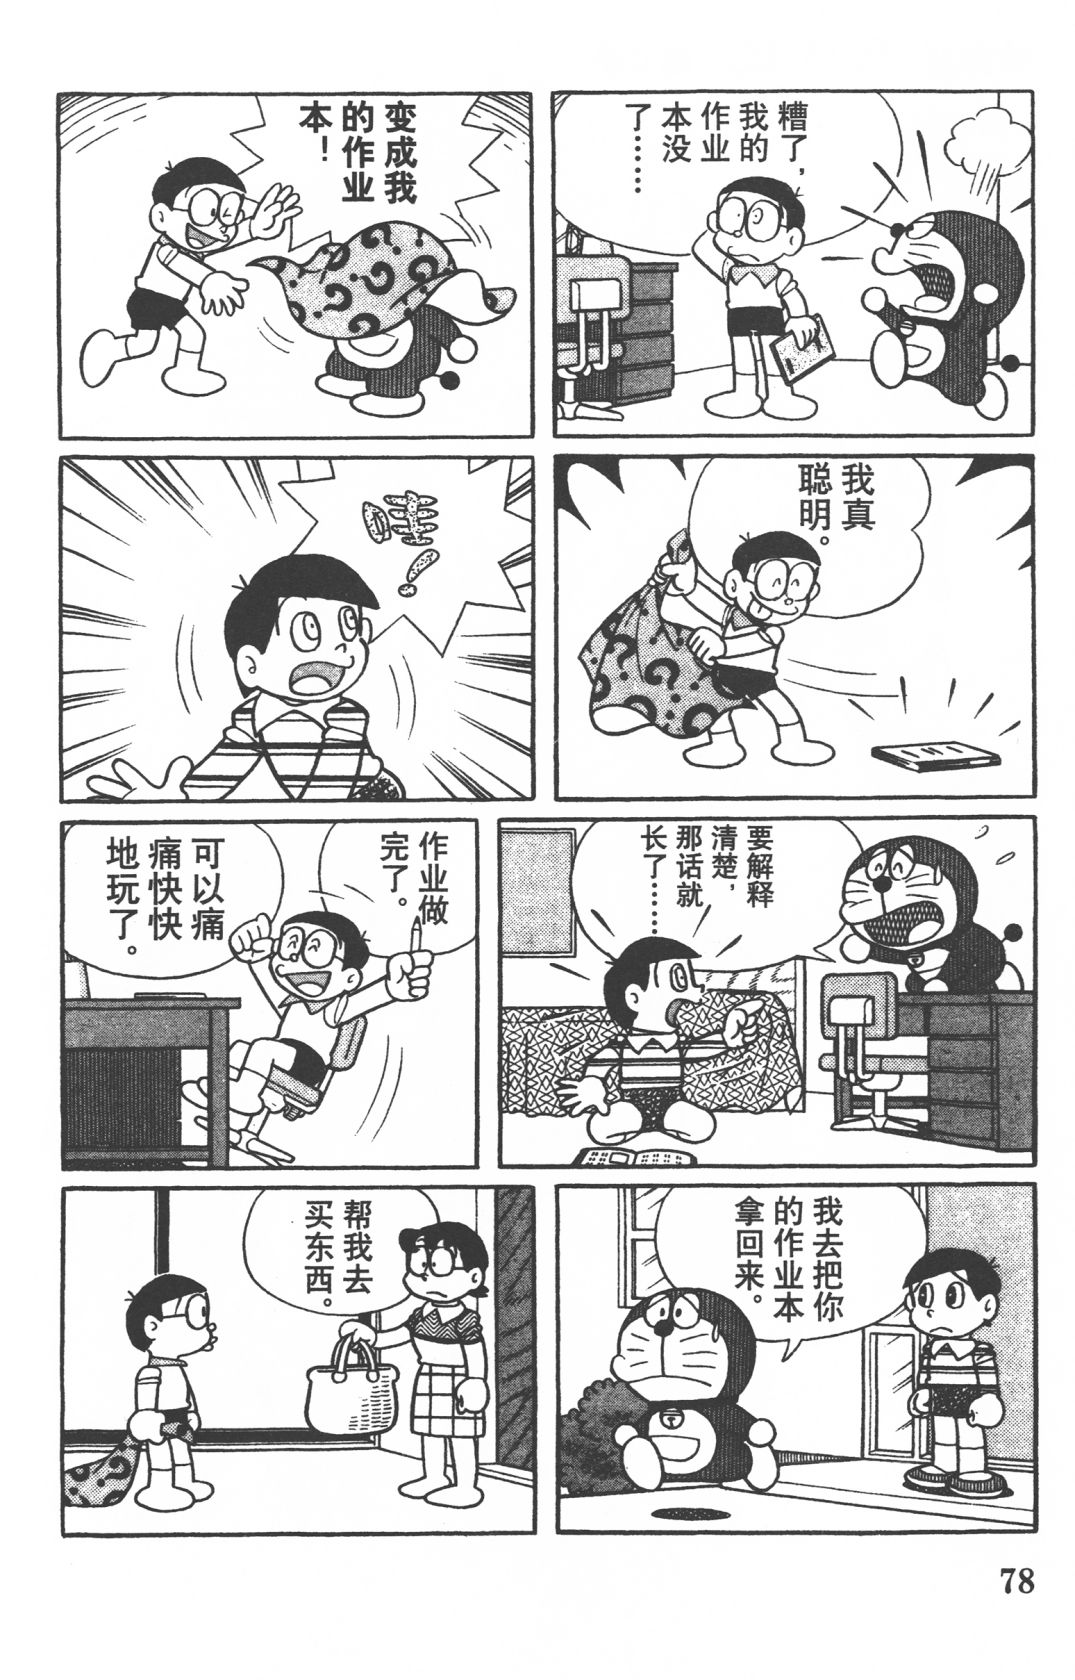 糟了，
我的
作业
本没
了……
变成我
的作业
本！
我真
聪明。
哇！
要解释
清楚，
那话就
长了……
作业做
完了。
可以痛
痛快快
地玩了。
我去把你
的作业本
拿回来。
帮我去
买东西。
78